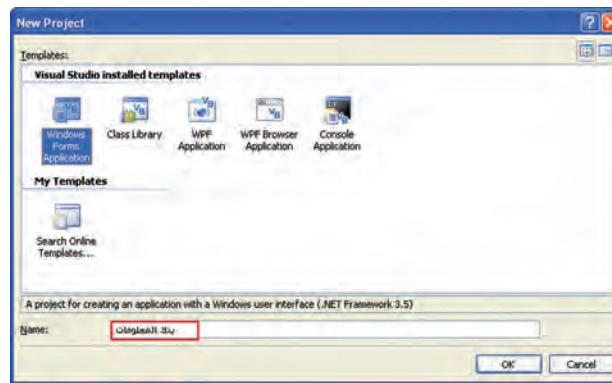 New Project
Templates:
Visual Studio installed templates
Windows Forms Application
Class Library
WPF Application
WPF Browser Application
Console Application
My Templates
Search Online Templates...
A project for creating an application with a Windows user interface (.NET Framework 3.5)
Name:
بنك المعلومات
OK
Cancel